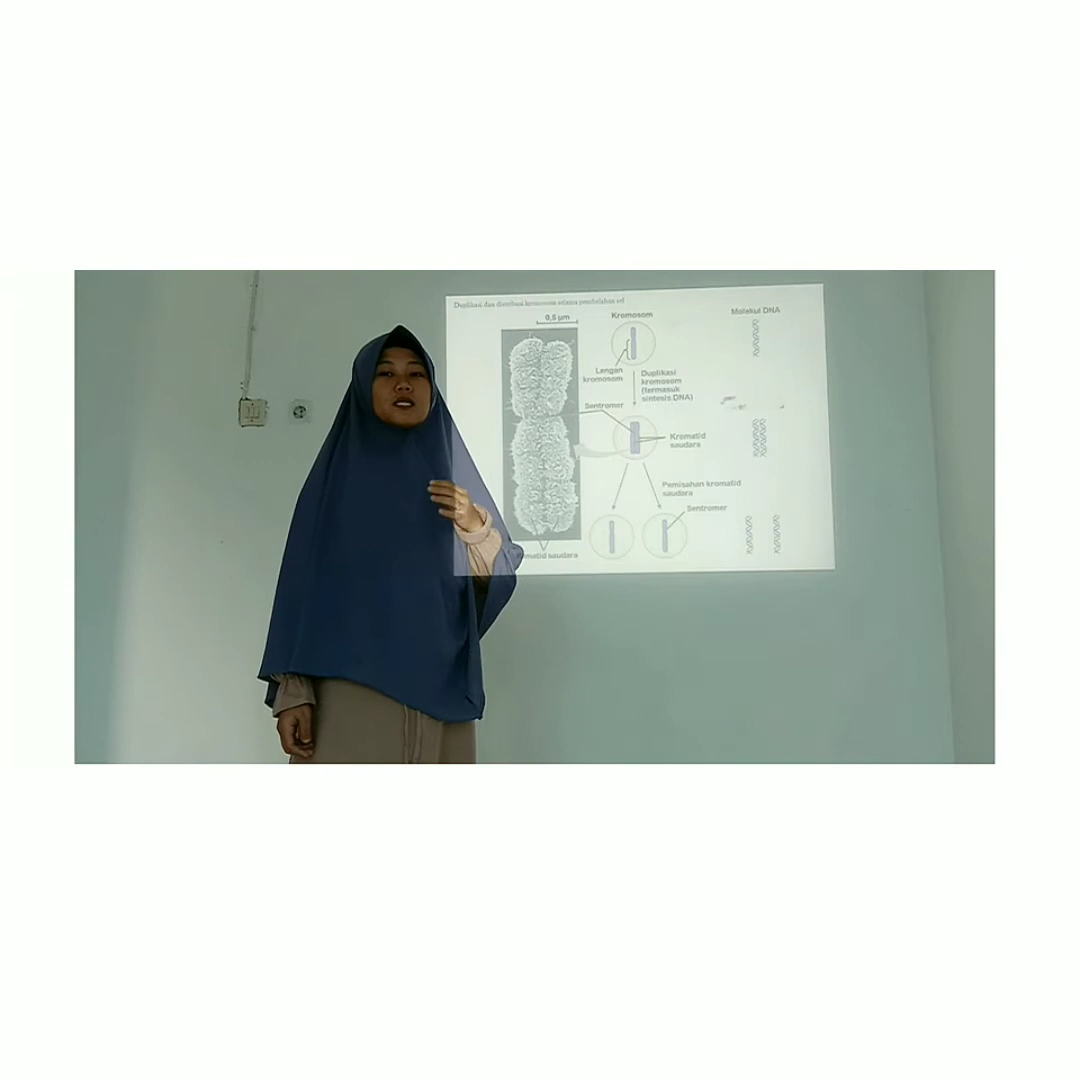 Duplikasi dan distribusi kromosom selama pembelahan sel
0,5 µm
Kromosom
Molekul DNA
Lengan
kromosom
Duplikasi
kromosom
(termasuk
sintesis DNA)
Sentromer
Kromatid
saudara
Pemisahan kromatid
saudara
Sentromer
saudara